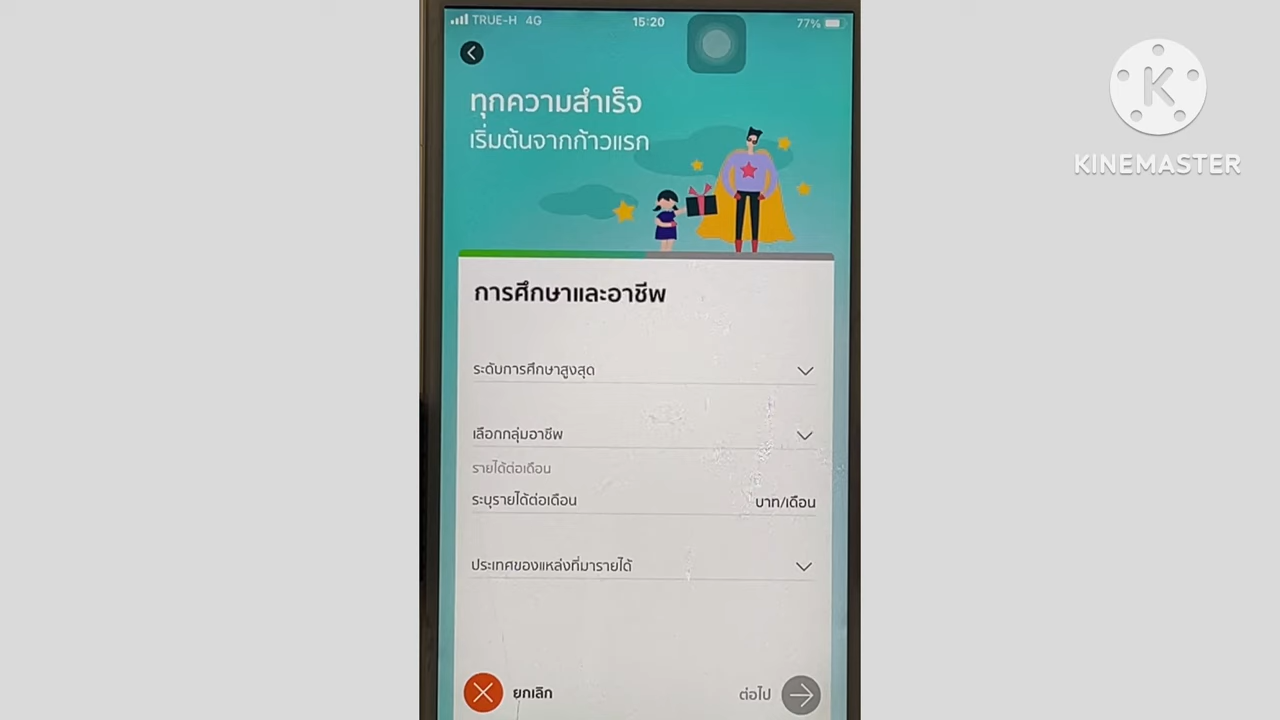 TRUE-H 4G 15:20 77%
ทุกความสำเร็จ
เริ่มต้นจากก้าวแรก
K
KINEMASTER
การศึกษาและอาชีพ
ระดับการศึกษาสูงสุด
เลือกกลุ่มอาชีพ
รายได้ต่อเดือน
ระบุรายได้ต่อเดือน บาท/เดือน
ประเทศของแหล่งที่มารายได้
ยกเลิก ต่อไป